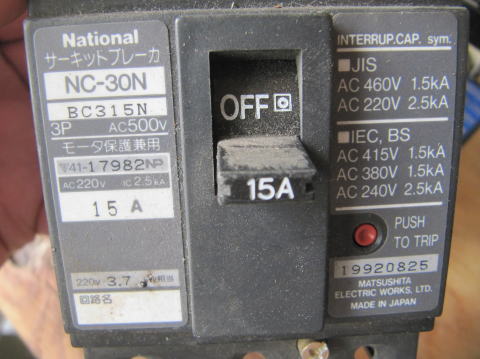 National
サーキットブレーカ
NC-30N
BC315N
3P AC500V
モータ保護兼用
41-17982NP
AC220V IC2.5kA
15 A
220V 3.7 相当
回路名
OFF
15A
INTERRUP.CAP. sym.
■JIS
AC 460V 1.5kA
AC 220V 2.5kA
■IEC, BS
AC 415V 1.5kA
AC 380V 1.5kA
AC 240V 2.5kA
PUSH
TO TRIP
19920825
MATSUSHITA
ELECTRIC WORKS, LTD.
MADE IN JAPAN